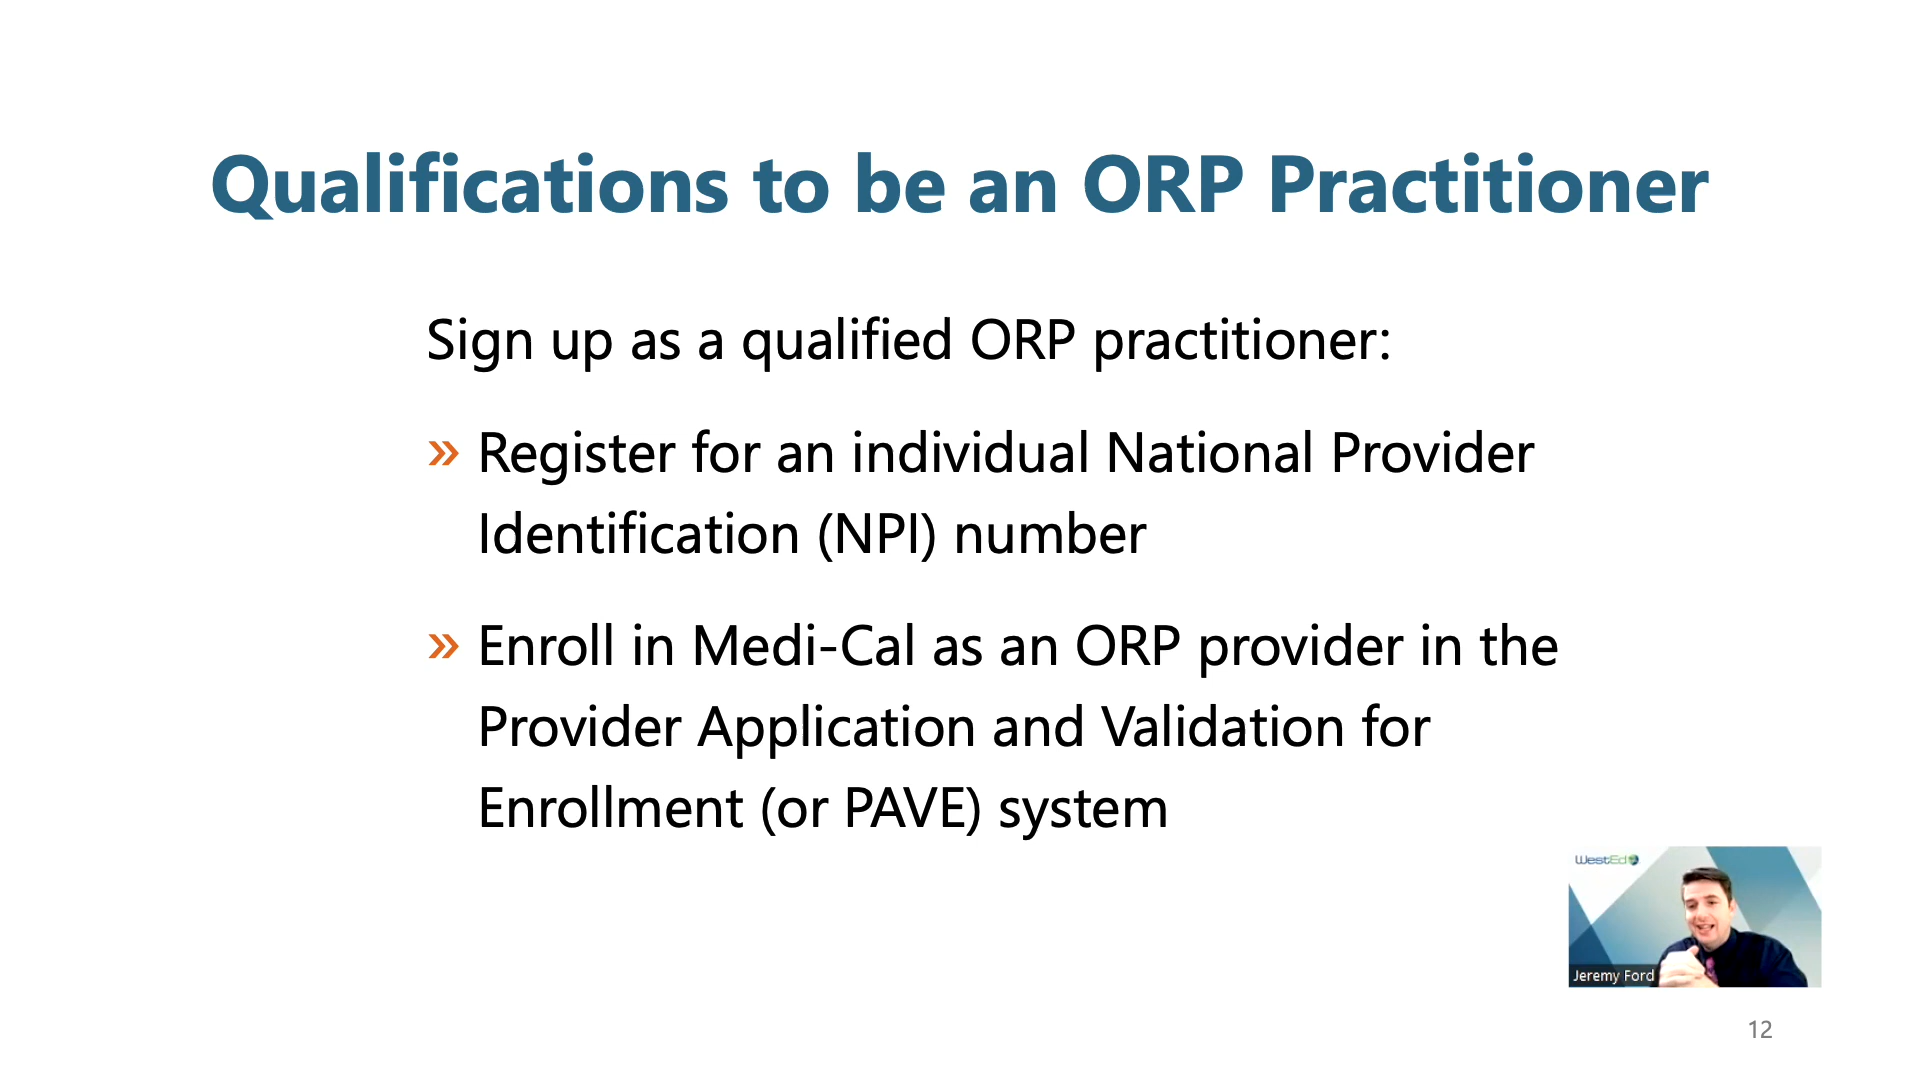 Qualifications to be an ORP Practitioner
Sign up as a qualified ORP practitioner:
» Register for an individual National Provider
Identification (NPI) number
» Enroll in Medi-Cal as an ORP provider in the
Provider Application and Validation for
Enrollment (or PAVE) system
WestEd
Jeremy Ford
12